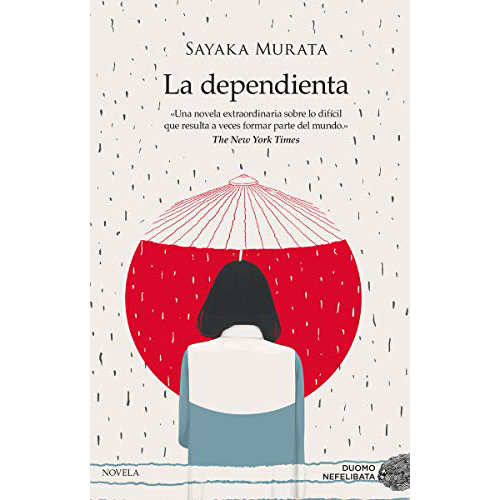 SAYAKA MURATA
La dependienta
«Una novela extraordinaria sobre lo difícil
que resulta a veces formar parte del mundo.»
The New York Times
NOVELA
DUOMO
NEFELIBATA